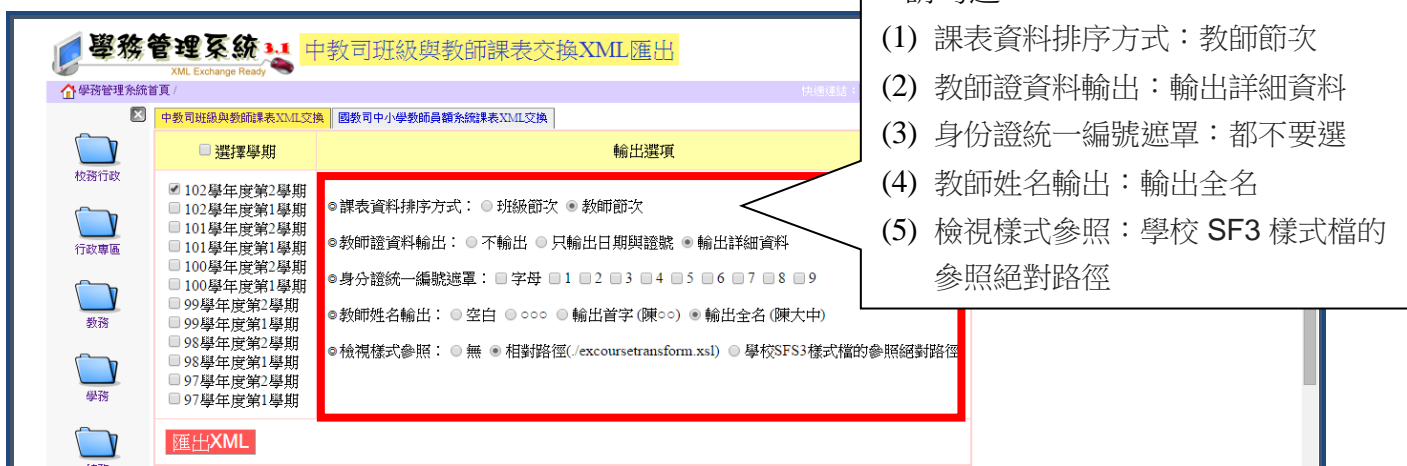 學務管理系統3.1
XML Exchange Ready
中教司班級與教師課表交換XML匯出
學務管理系統首頁 /
快速連結：
中教司班級與教師課表XML交換 國教司中小學教師員額系統課表XML交換
選擇學期 輸出選項
校務行政
行政專區
教務
學務
102學年度第2學期
102學年度第1學期
101學年度第2學期
101學年度第1學期
100學年度第2學期
100學年度第1學期
99學年度第2學期
99學年度第1學期
98學年度第2學期
98學年度第1學期
97學年度第2學期
97學年度第1學期
◎課表資料排序方式： 班級節次 教師節次
◎教師證資料輸出： 不輸出 只輸出日期與證號 輸出詳細資料
◎身分證統一編號遮罩： 字母 1 2 3 4 5 6 7 8 9
◎教師姓名輸出： 空白 ○○○ 輸出首字(陳○○) 輸出全名(陳大中)
◎檢視樣式參照： 無 相對路徑(./excoursetransform.xsl) 學校SFS3樣式檔的參照絕對路徑
匯出XML
(1) 課表資料排序方式：教師節次
(2) 教師證資料輸出：輸出詳細資料
(3) 身份證統一編號遮罩：都不要選
(4) 教師姓名輸出：輸出全名
(5) 檢視樣式參照：學校 SF3 樣式檔的
參照絕對路徑